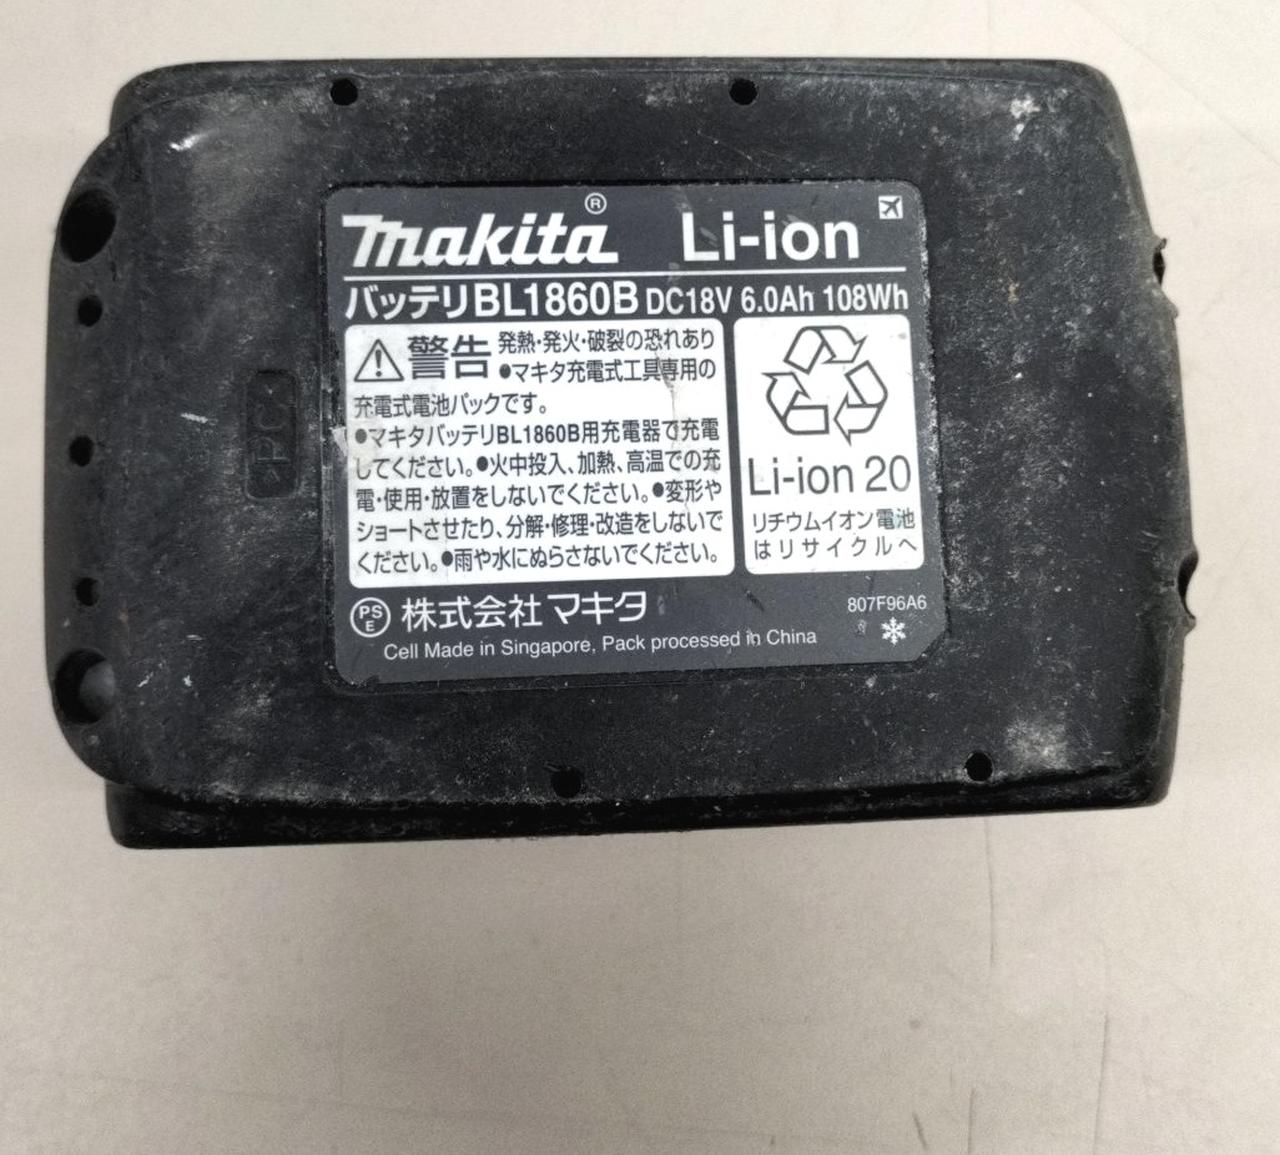 makita® Li-ion
バッテリBL1860B DC18V 6.0Ah 108Wh
警告 発熱・発火・破裂の恐れあり
●マキタ充電式工具専用の
充電式電池パックです。
●マキタバッテリBL1860B用充電器で充電
してください。●火中投入、加熱、高温での充
電・使用・放置をしないでください。●変形や
ショートさせたり、分解・修理・改造をしないで
ください。●雨や水にぬらさないでください。
Li-ion 20
リチウムイオン電池
はリサイクルへ
PS
E
株式会社マキタ
807F96A6
Cell Made in Singapore, Pack processed in China
>PC<